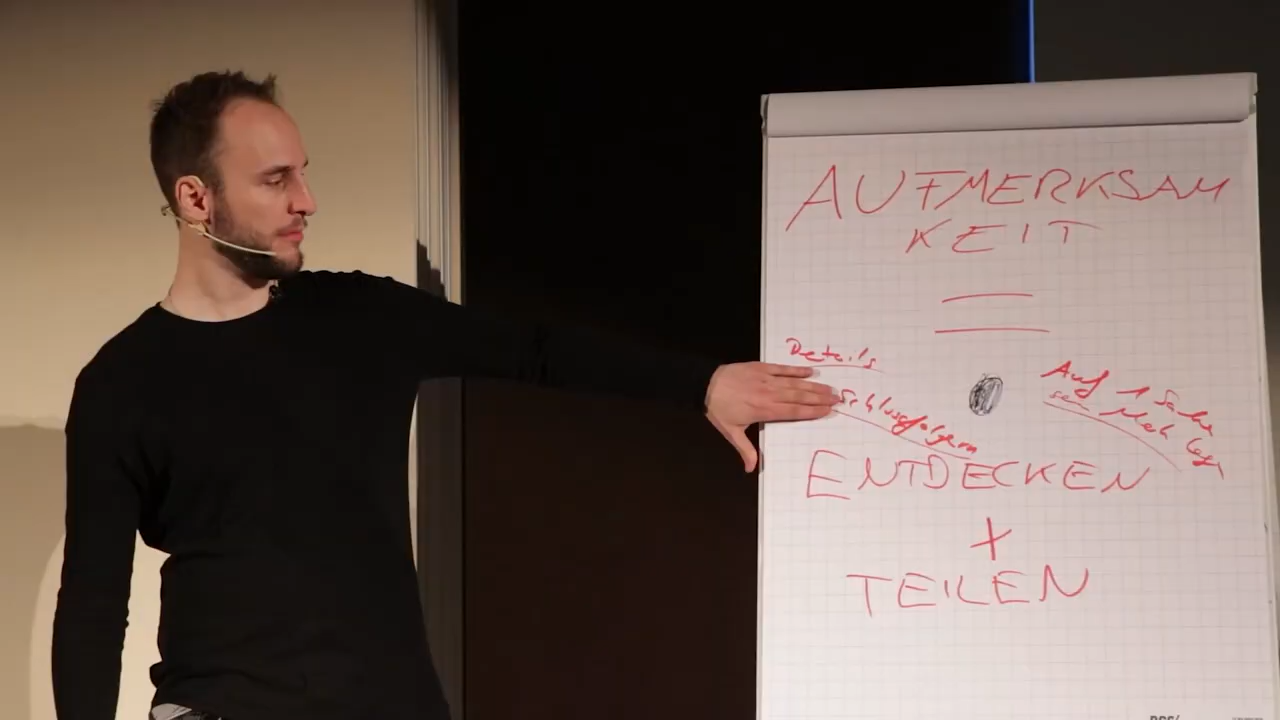 AUFMERKSAM
KEIT
=
Details
Schlussfolgern
Auf 1 Sache
ENTDECKEN
+
TEILEN